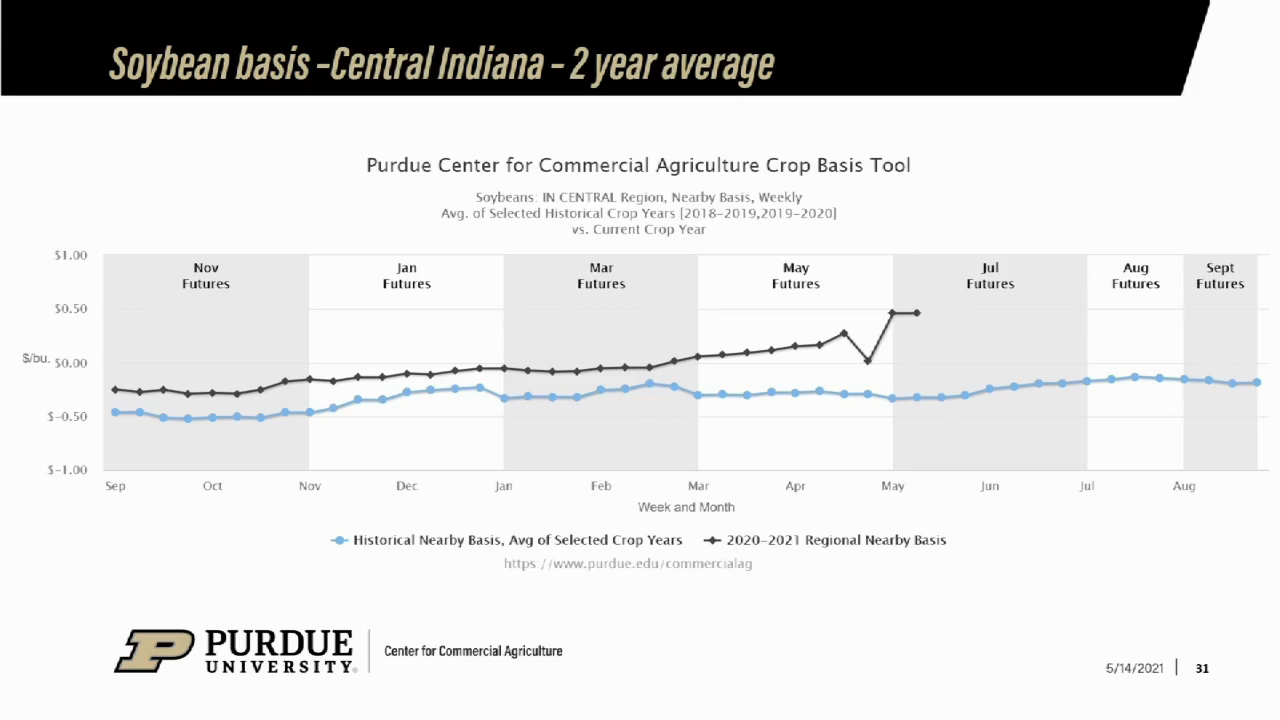 Soybean basis –Central Indiana – 2 year average
Purdue Center for Commercial Agriculture Crop Basis Tool
Soybeans: IN CENTRAL Region, Nearby Basis, Weekly
Avg. of Selected Historical Crop Years [2018-2019,2019-2020]
vs. Current Crop Year
$1.00
Nov
Futures
Jan
Futures
Mar
Futures
May
Futures
Jul
Futures
Aug
Futures
Sept
Futures
$0.50
$/bu.
$0.00
$-0.50
$-1.00
Sep Oct Nov Dec Jan Feb Mar Apr May Jun Jul Aug
Week and Month
Historical Nearby Basis, Avg of Selected Crop Years 2020-2021 Regional Nearby Basis
https://www.purdue.edu/commercialag
P
PURDUE
UNIVERSITY®
Center for Commercial Agriculture
5/14/2021 | 31